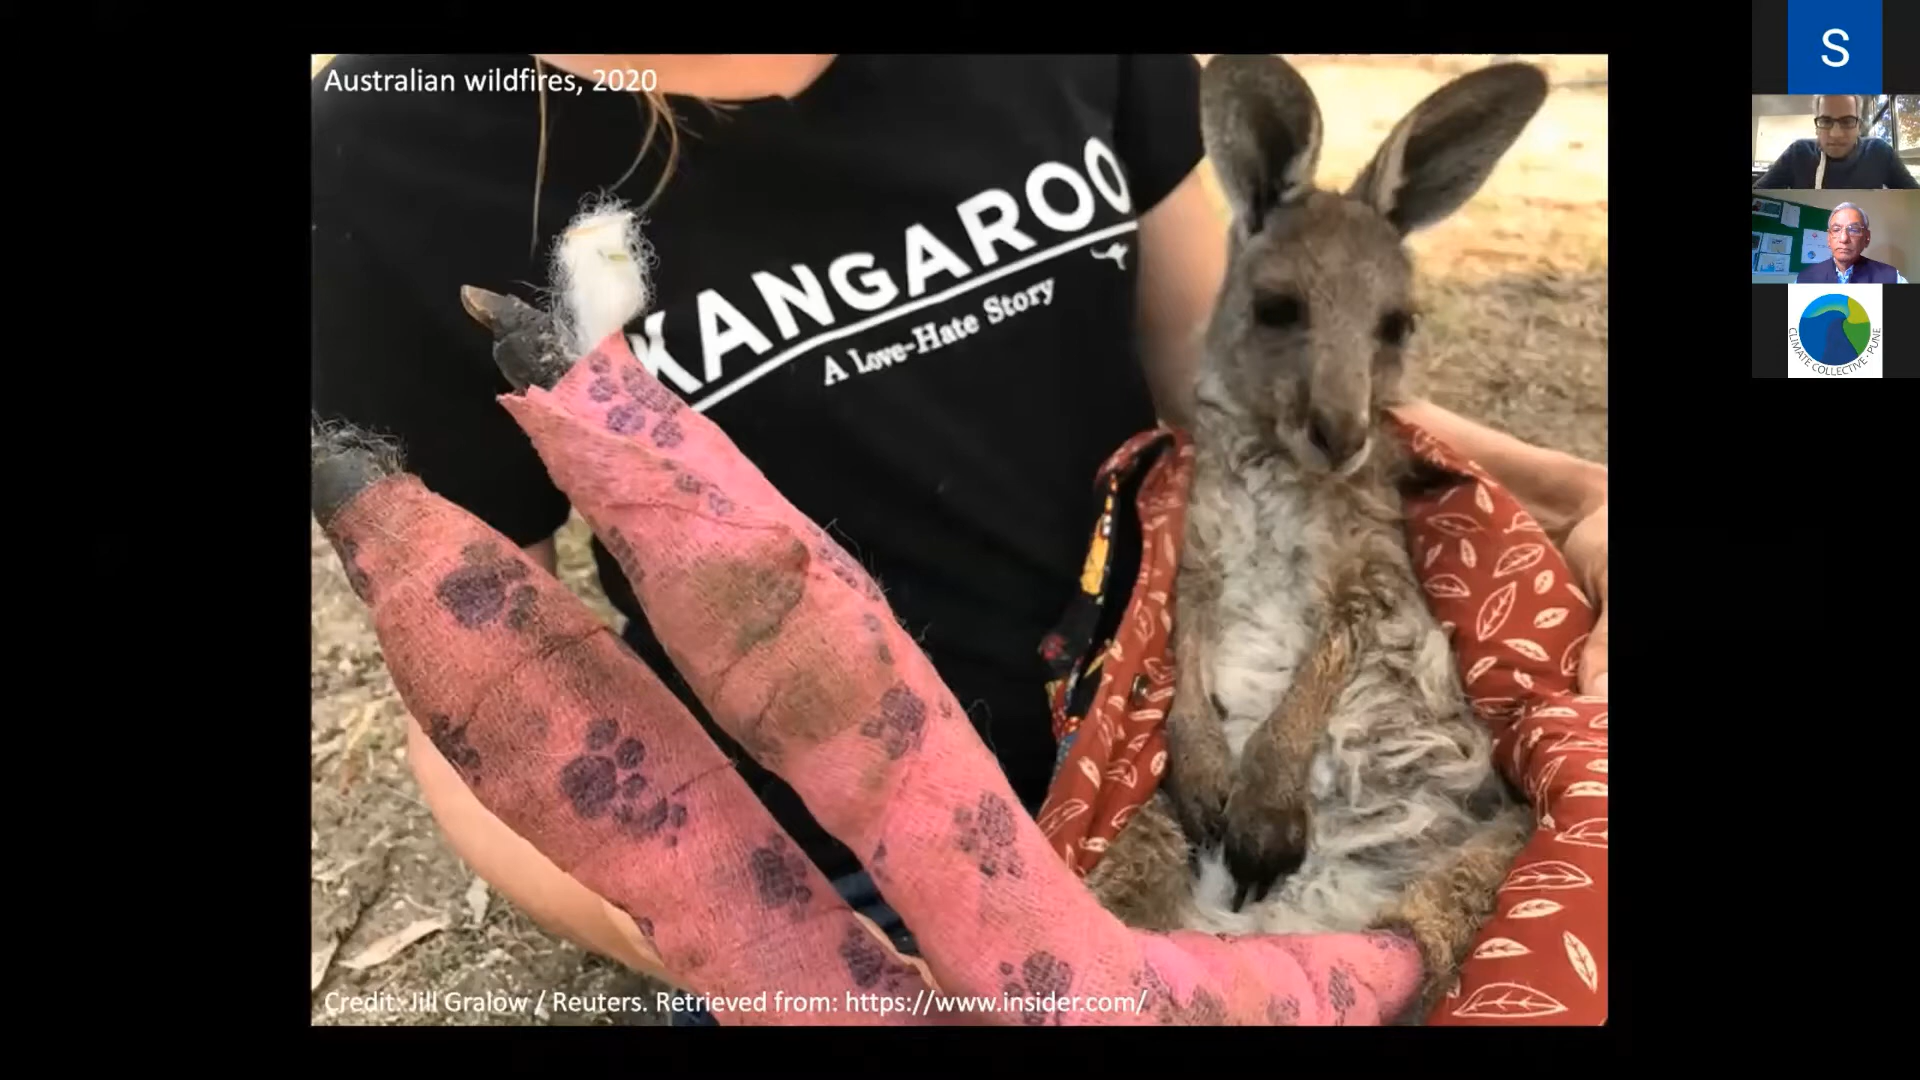 Australian wildfires, 2020
KANGAROO
A Love-Hate Story
Credit: Jill Gralow / Reuters. Retrieved from: https://www.insider.com/
S
CLIMATE COLLECTIVE · PUNE